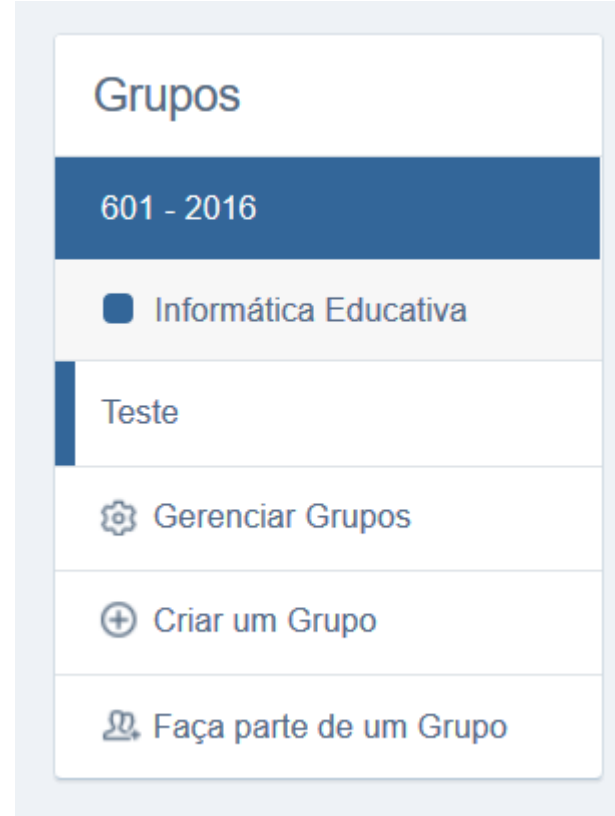 Grupos
601 - 2016
Informática Educativa
Teste
Gerenciar Grupos
Criar um Grupo
Faça parte de um Grupo